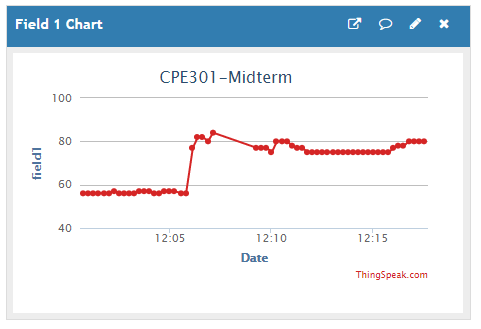 Field 1 Chart
CPE301-Midterm
field1
100
80
60
40
12:05 12:10 12:15
Date
ThingSpeak.com